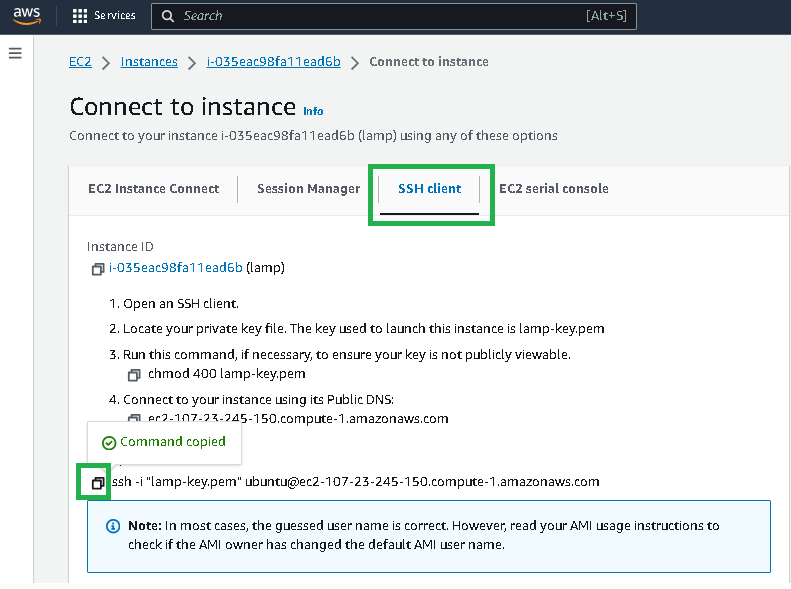 aws Services Search [Alt+S]
EC2 > Instances > i-035eac98fa11ead6b > Connect to instance
Connect to instance Info
Connect to your instance i-035eac98fa11ead6b (lamp) using any of these options
EC2 Instance Connect Session Manager SSH client EC2 serial console
Instance ID
i-035eac98fa11ead6b (lamp)
1. Open an SSH client.
2. Locate your private key file. The key used to launch this instance is lamp-key.pem
3. Run this command, if necessary, to ensure your key is not publicly viewable.
chmod 400 lamp-key.pem
4. Connect to your instance using its Public DNS:
ec2-107-23-245-150.compute-1.amazonaws.com
Command copied
ssh -i "lamp-key.pem" ubuntu@ec2-107-23-245-150.compute-1.amazonaws.com
Note: In most cases, the guessed user name is correct. However, read your AMI usage instructions to
check if the AMI owner has changed the default AMI user name.